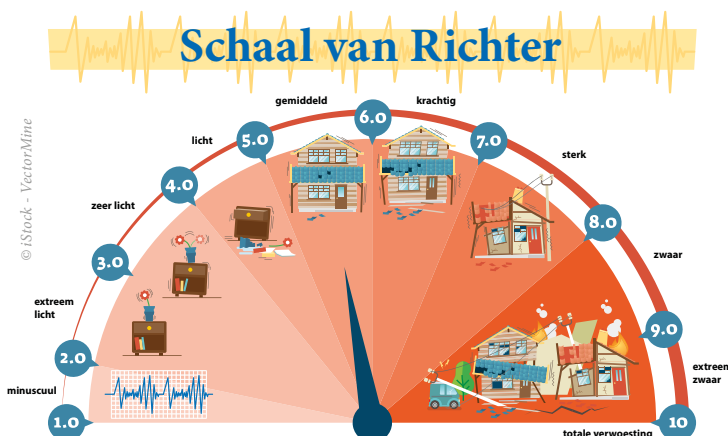 Schaal van Richter
© iStock - VectorMine
minuscuul
extreem
licht
zeer licht
licht
gemiddeld
krachtig
sterk
zwaar
extreem
zwaar
totale verwoesting
1.0
2.0
3.0
4.0
5.0
6.0
7.0
8.0
9.0
10